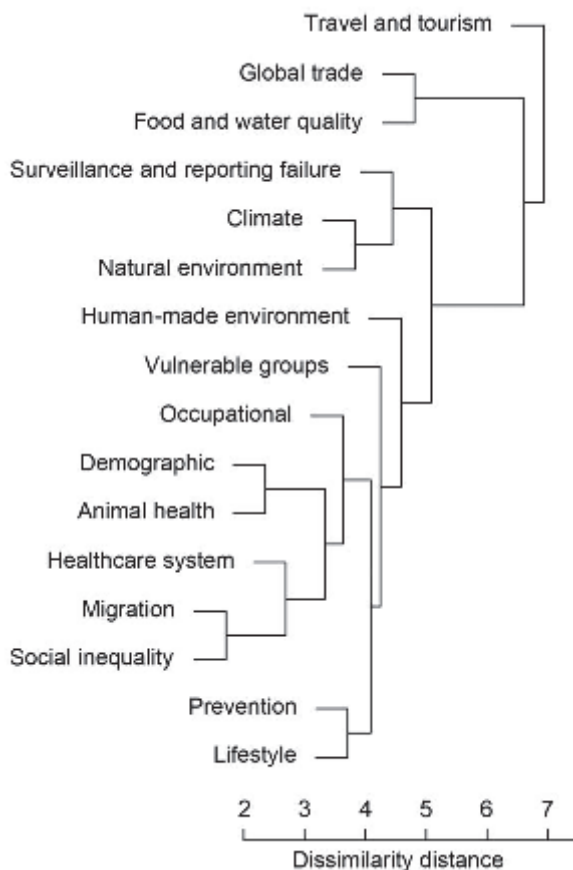 Travel and tourism
Global trade
Food and water quality
Surveillance and reporting failure
Climate
Natural environment
Human-made environment
Vulnerable groups
Occupational
Demographic
Animal health
Healthcare system
Migration
Social inequality
Prevention
Lifestyle
2 3 4 5 6 7
Dissimilarity distance